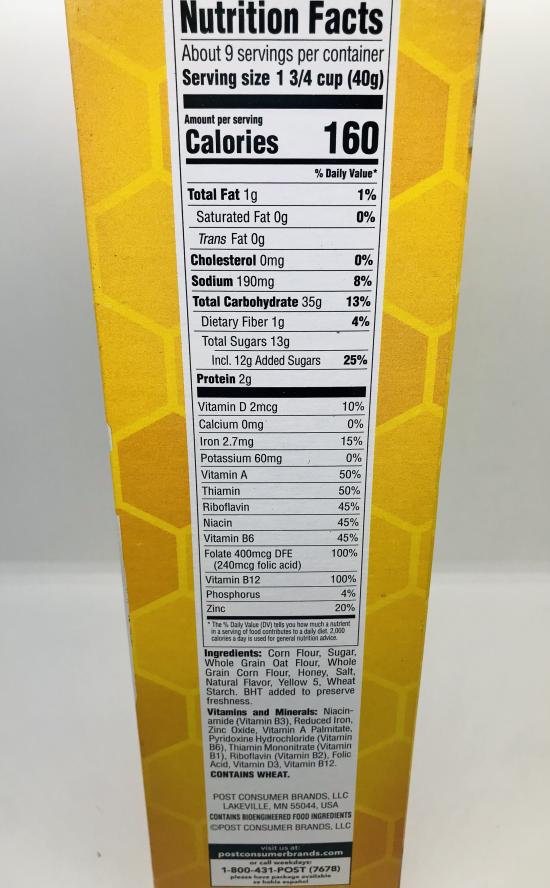 Nutrition Facts
About 9 servings per container
Serving size 1 3/4 cup (40g)
Amount per serving
Calories 160
% Daily Value*
Total Fat 1g 1%
Saturated Fat 0g 0%
Trans Fat 0g
Cholesterol 0mg 0%
Sodium 190mg 8%
Total Carbohydrate 35g 13%
Dietary Fiber 1g 4%
Total Sugars 13g
Incl. 12g Added Sugars 25%
Protein 2g
Vitamin D 2mcg 10%
Calcium 0mg 0%
Iron 2.7mg 15%
Potassium 60mg 0%
Vitamin A 50%
Thiamin 50%
Riboflavin 45%
Niacin 45%
Vitamin B6 45%
Folate 400mcg DFE 100%
(240mcg folic acid)
Vitamin B12 100%
Phosphorus 4%
Zinc 20%
* The % Daily Value (DV) tells you how much a nutrient
in a serving of food contributes to a daily diet. 2,000
calories a day is used for general nutrition advice.
Ingredients: Corn Flour, Sugar,
Whole Grain Oat Flour, Whole
Grain Corn Flour, Honey, Salt,
Natural Flavor, Yellow 5, Wheat
Starch. BHT added to preserve
freshness.
Vitamins and Minerals: Niacin-
amide (Vitamin B3), Reduced Iron,
Zinc Oxide, Vitamin A Palmitate,
Pyridoxine Hydrochloride (Vitamin
B6), Thiamin Mononitrate (Vitamin
B1), Riboflavin (Vitamin B2), Folic
Acid, Vitamin D3, Vitamin B12.
CONTAINS WHEAT.
POST CONSUMER BRANDS, LLC
LAKEVILLE, MN 55044, USA
CONTAINS BIOENGINEERED FOOD INGREDIENTS
©POST CONSUMER BRANDS, LLC
visit us at:
postconsumerbrands.com
or call weekdays:
1-800-431-POST (7678)
please have package available
se habla español